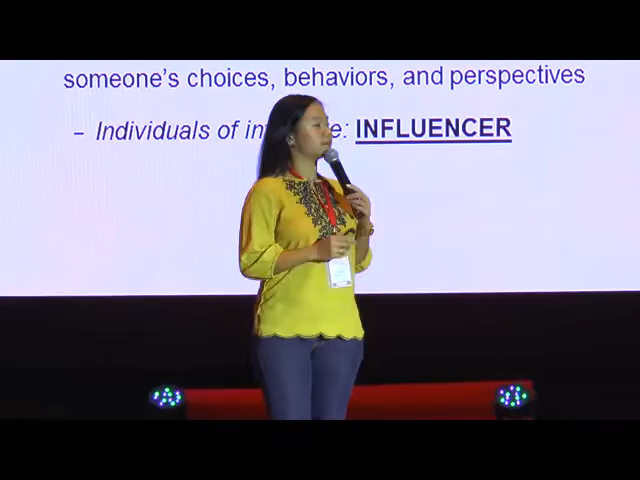 someone's choices, behaviors, and perspectives
– Individuals of in e: INFLUENCER